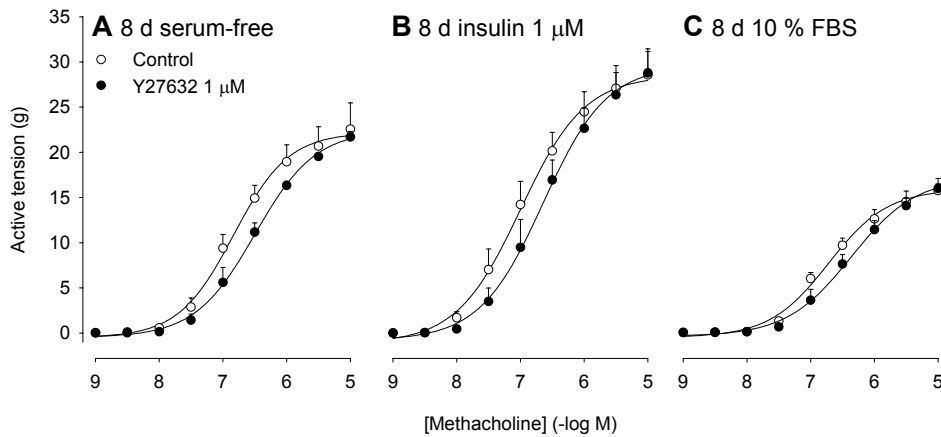 A 8 d serum-free
Control
Y27632 1 μM
B 8 d insulin 1 μM
C 8 d 10 % FBS
Active tension (g)
35
30
25
20
15
10
5
0
9 8 7 6 5
9 8 7 6 5
9 8 7 6 5
[Methacholine] (-log M)